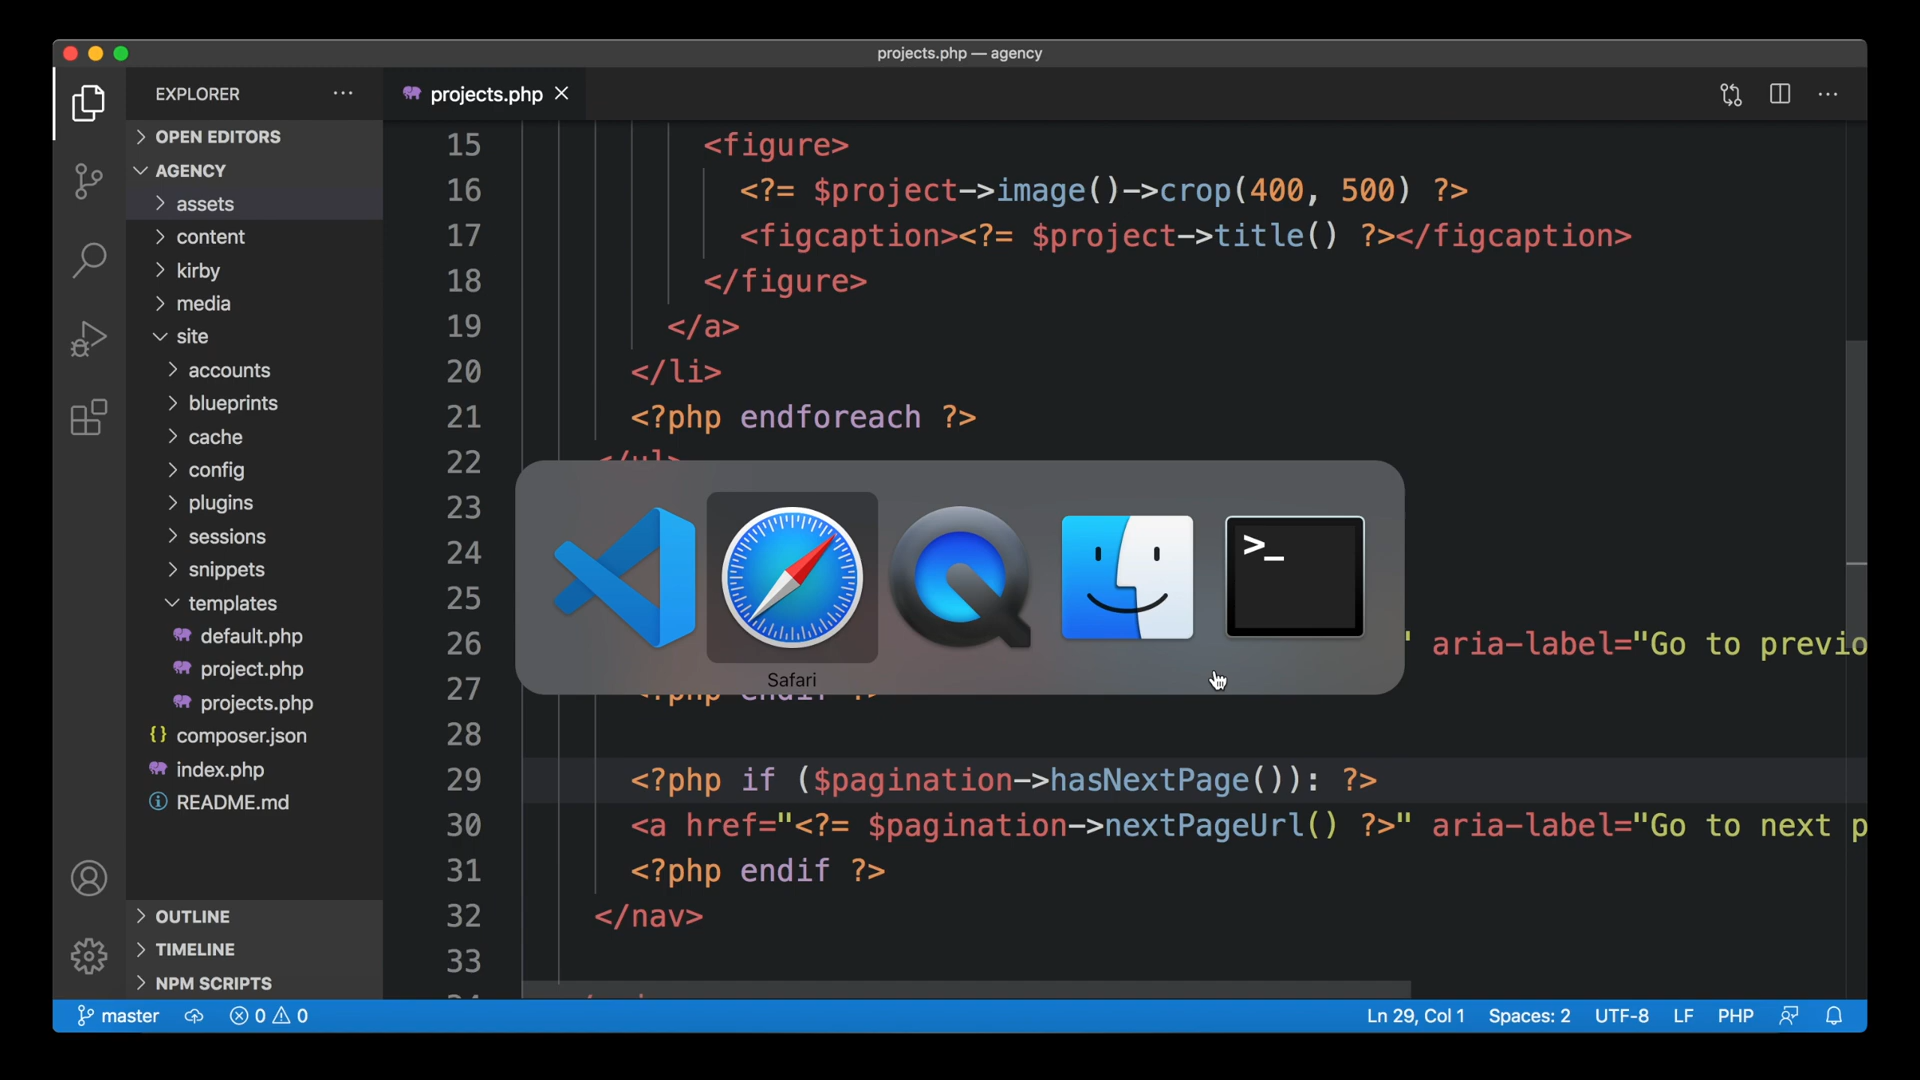 projects.php — agency
EXPLORER
projects.php
OPEN EDITORS
AGENCY
assets
content
kirby
media
site
accounts
blueprints
cache
config
plugins
sessions
snippets
templates
default.php
project.php
projects.php
composer.json
index.php
README.md
OUTLINE
TIMELINE
NPM SCRIPTS
15 <figure>
16 <?= $project->image()->crop(400, 500) ?>
17 <figcaption><?= $project->title() ?></figcaption>
18 </figure>
19 </a>
20 </li>
21 <?php endforeach ?>
22 </ul>
23
24
25
26 " aria-label="Go to previo
27 <?php endif ?>
28
29 <?php if ($pagination->hasNextPage()): ?>
30 <a href="<?= $pagination->nextPageUrl() ?>" aria-label="Go to next p
31 <?php endif ?>
32 </nav>
33
>_
Safari
master 0 0 Ln 29, Col 1 Spaces: 2 UTF-8 LF PHP